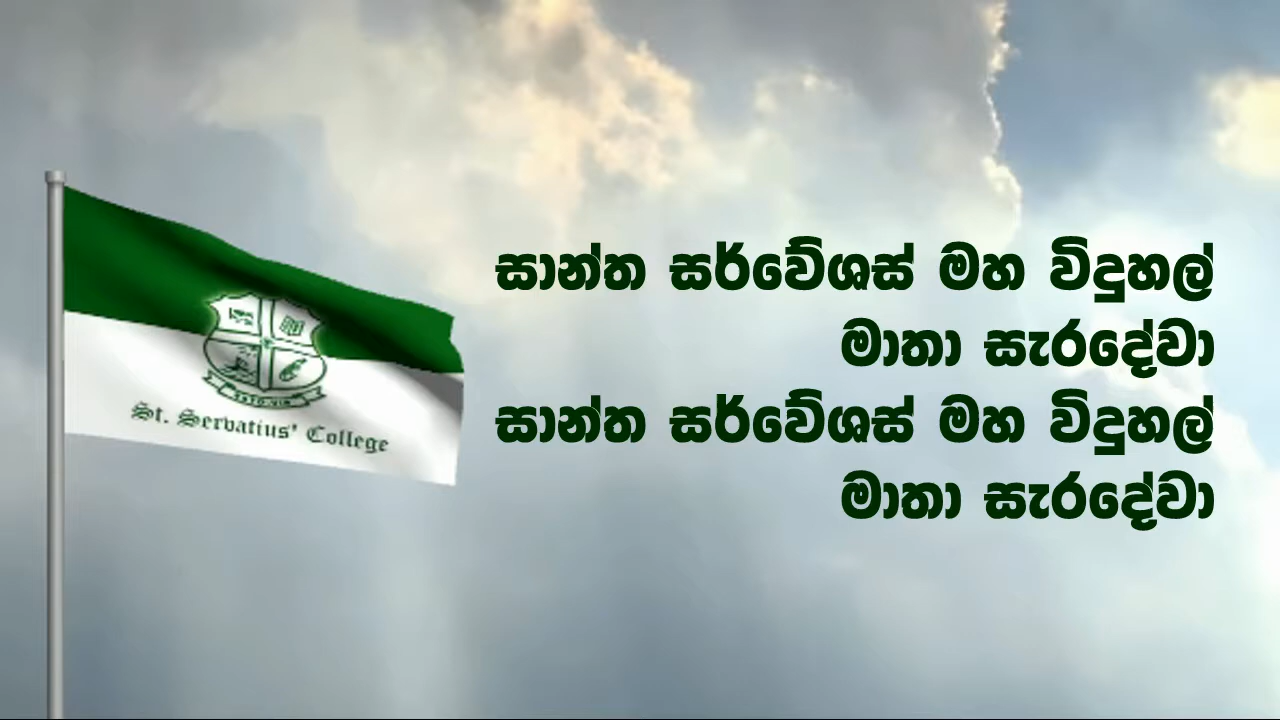 සාන්ත සර්වේශස් මහ විදුහල්
මාතා සැරදේවා
සාන්ත සර්වේශස් මහ විදුහල්
මාතා සැරදේවා
St. Servatius' College